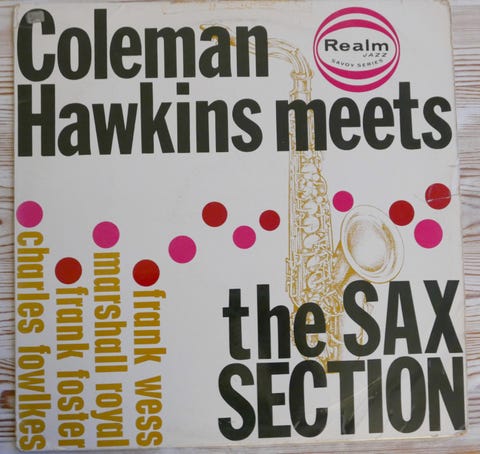 Coleman
Hawkins meets
Realm
JAZZ
SAVOY SERIES
the SAX
SECTION
frank wess
marshall royal
frank foster
charles fowlkes